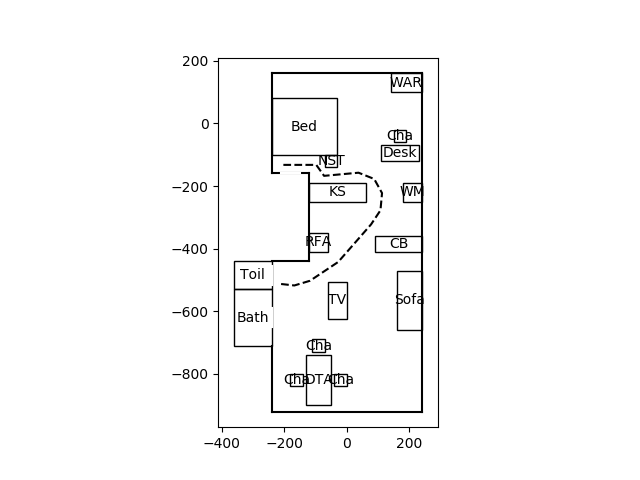 200
WAR
0
Bed
Cha
Desk
NST
−200
KS
WM
−400
RFA
CB
Toil
−600
Bath
TV
Sofa
Cha
−800
Cha
DTA
Cha
−400
−200
0
200